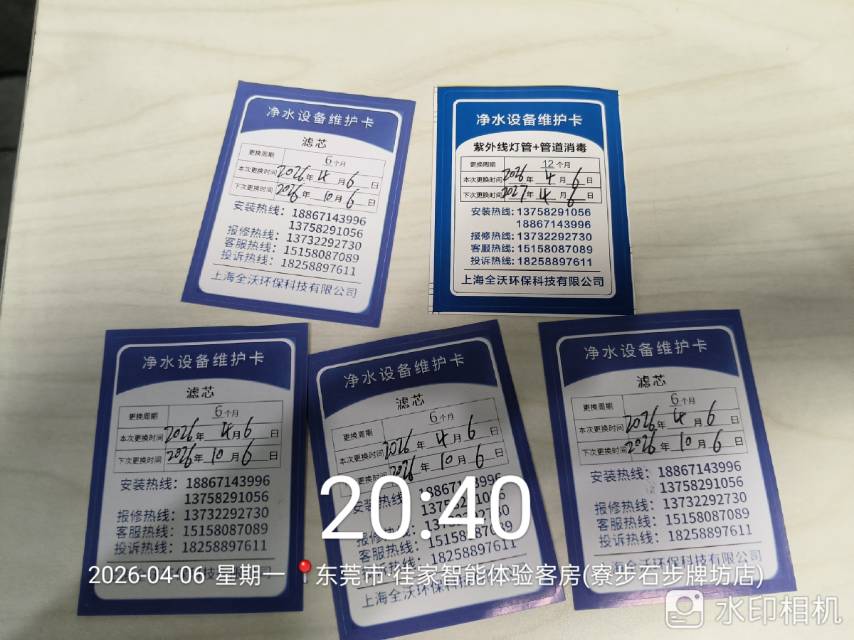 净水设备维护卡
滤芯
更换周期 6个月
本次更换时间 2026年4月6日
下次更换时间 2026年10月6日
安装热线：18867143996
13758291056
报修热线：13732292730
客服热线：15158087089
投诉热线：18258897611
上海全沃环保科技有限公司
净水设备维护卡
紫外线灯管+管道消毒
更换周期 12个月
本次更换时间 2026年4月6日
下次更换时间 2027年4月6日
安装热线：13758291056
18867143996
报修热线：13732292730
客服热线：15158087089
投诉热线：18258897611
上海全沃环保科技有限公司
净水设备维护卡
滤芯
更换周期 6个月
本次更换时间 2026年4月6日
下次更换时间 2026年10月6日
安装热线：18867143996
13758291056
报修热线：13732292730
客服热线：15158087089
投诉热线：18258897611
净水设备维护卡
滤芯
更换周期 6个月
本次更换时间 2026年4月6日
下次更换时间 2026年10月6日
安装热线：18867143996
13758291056
报修热线：13732292730
客服热线：15158087089
投诉热线：18258897611
上海全沃环保科技有限公司
净水设备维护卡
滤芯
更换周期 6个月
本次更换时间 2026年4月6日
下次更换时间 2026年10月6日
安装热线：18867143996
13758291056
报修热线：13732292730
客服热线：15158087089
投诉热线：18258897611
20:40
2026-04-06 星期一 东莞市·佳家智能体验客房(寮步石步牌坊店)
水印相机